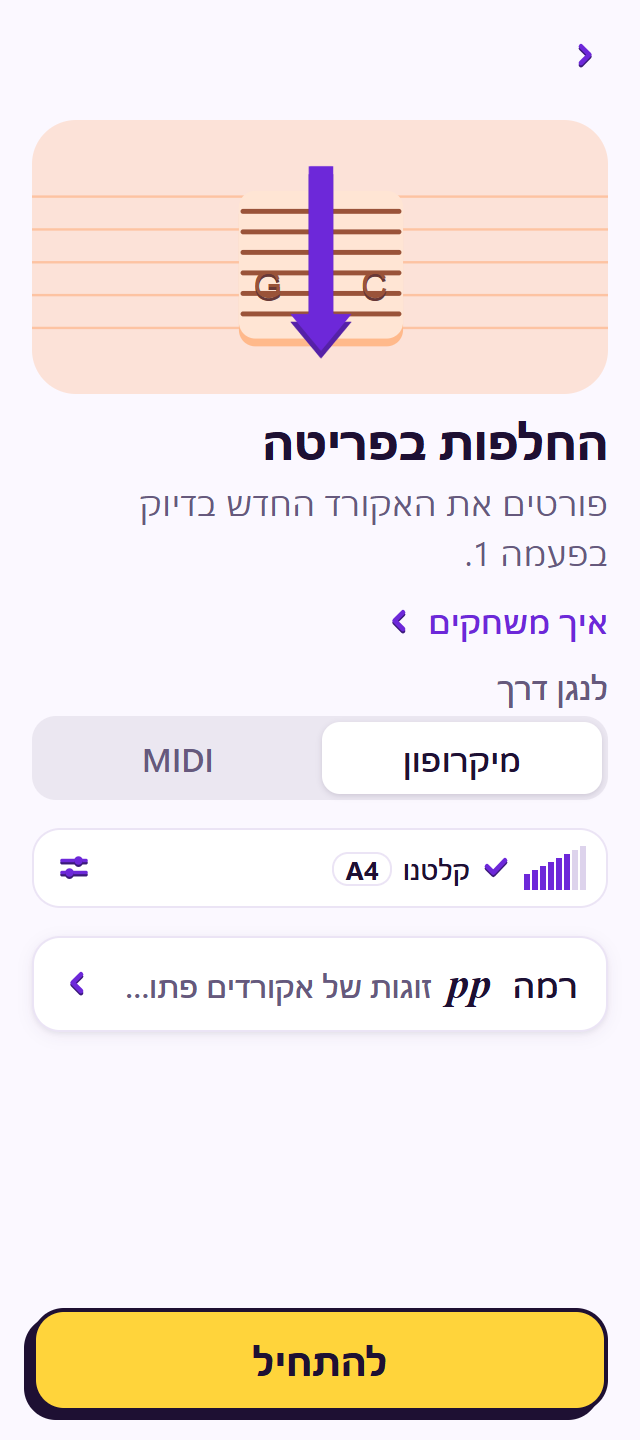 G C
החלפות בפריטה
פורטים את האקורד החדש בדיוק
בפעמה 1.
איך משחקים
לנגן דרך
מיקרופון
MIDI
קלטנו A4
רמה pp זוגות של אקורדים פתו...
להתחיל